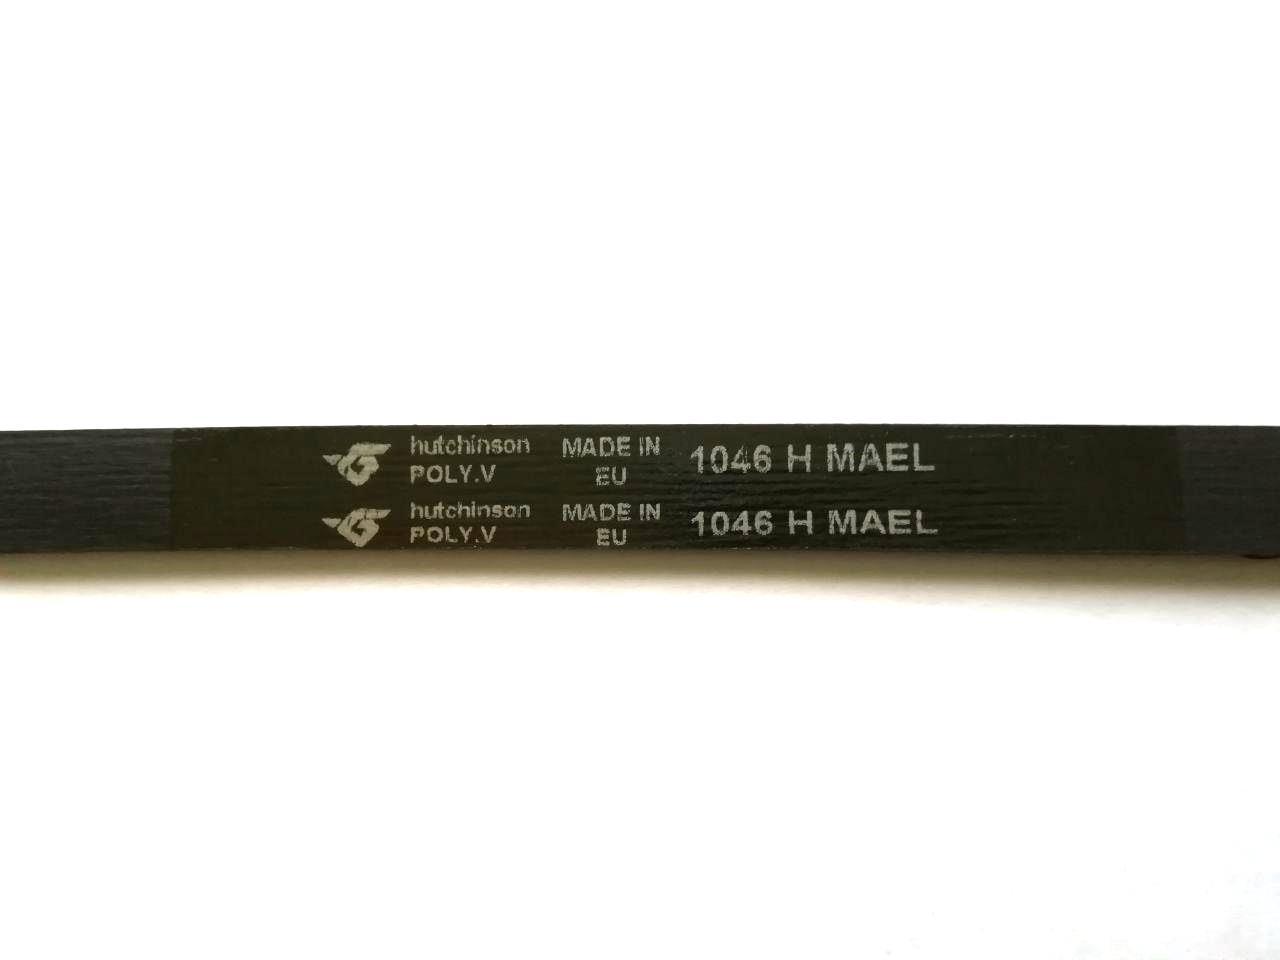 hutchinson MADE IN 1046 H MAEL
POLY.V EU
hutchinson MADE IN 1046 H MAEL
POLY.V EU